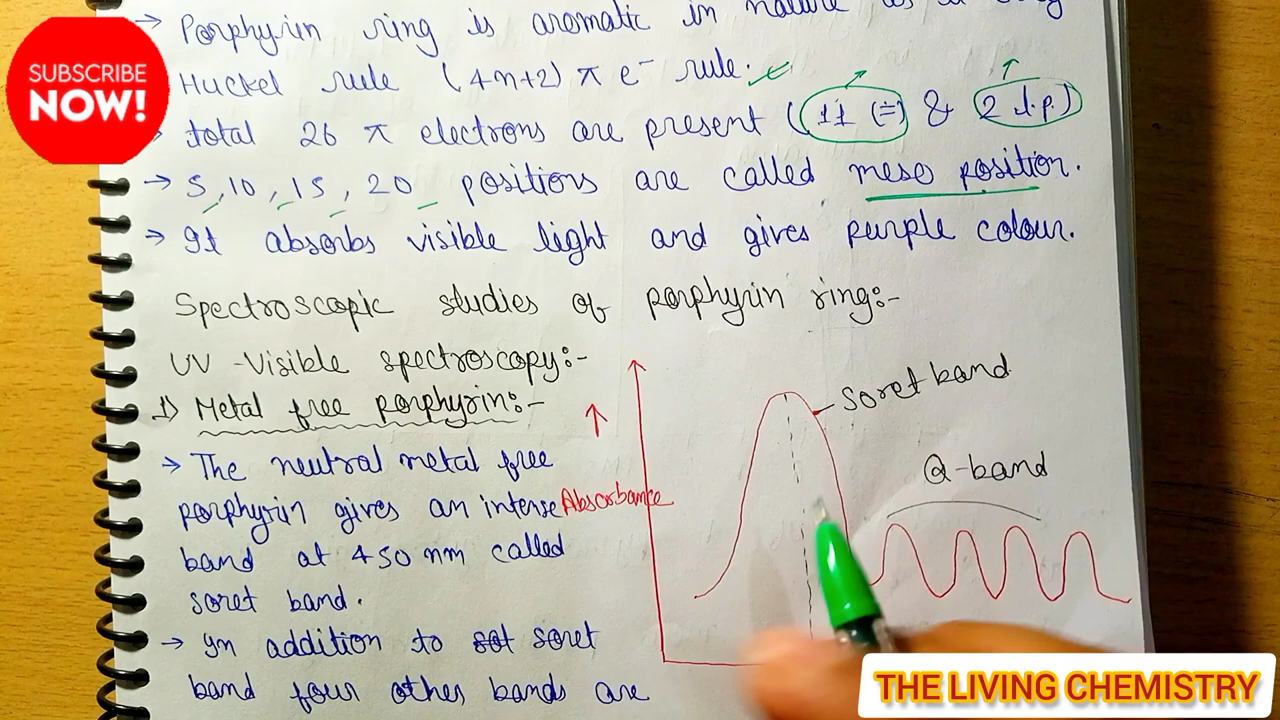 → Porphyrin ring is aromatic in nature as it obey
Huckel rule (4n+2) π e⁻ rule.
SUBSCRIBE
NOW!
total 26 π electrons are present (11 (=) & 2 l.p.)
→ 5,10,15,20 positions are called meso position.
→ It absorbs visible light and gives purple colour.
Spectroscopic studies of porphyrin ring:-
UV-Visible spectroscopy:-
1) Metal free porphyrin:-
→ The neutral metal free
porphyrin gives an intense
band at 450 nm called
soret band.
→ In addition to sot soret
band four other bands are
Absorbance
soret band
Q-band
THE LIVING CHEMISTRY